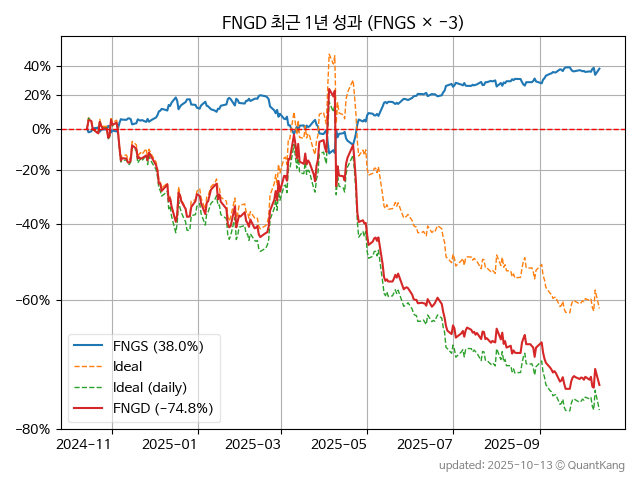 FNGD 최근 1년 성과 (FNGS × −3)
40%
20%
0%
−20%
−40%
−60%
−80%
FNGS (38.0%)
Ideal
Ideal (daily)
FNGD (−74.8%)
2024−11 2025−01 2025−03 2025−05 2025−07 2025−09
updated: 2025−10−13 © QuantKang